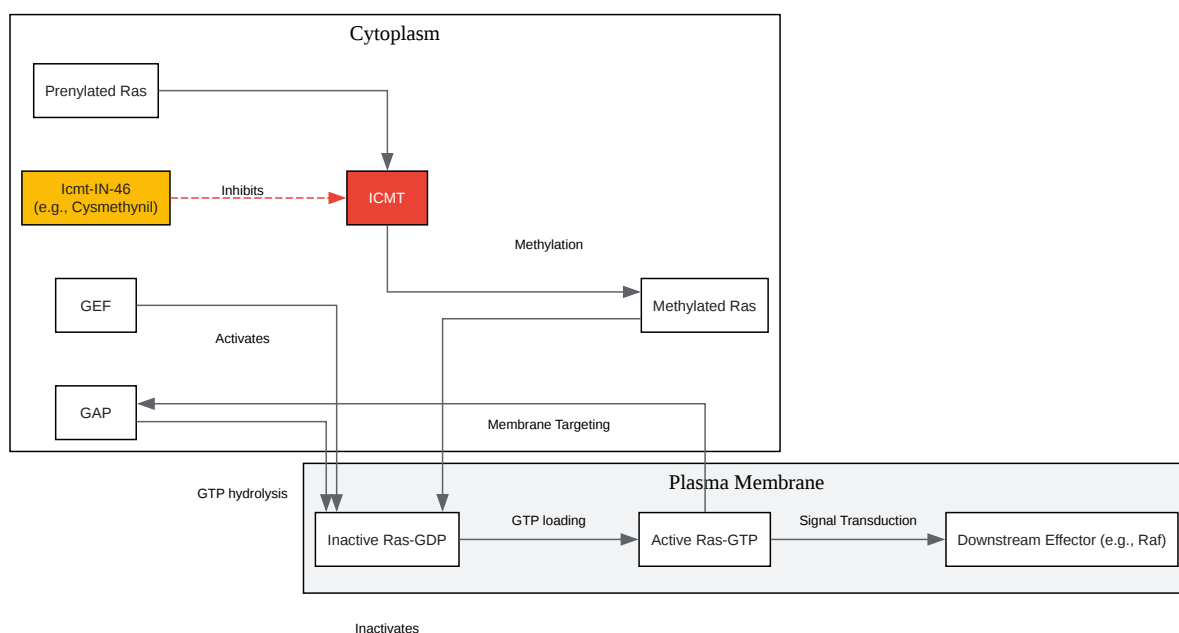 Cytoplasm
Prenylated Ras
Icmt-IN-46
(e.g., Cysmethynil)
Inhibits
ICMT
Methylation
GEF
Methylated Ras
Activates
GAP
Membrane Targeting
Plasma Membrane
GTP hydrolysis
Inactive Ras-GDP
GTP loading
Active Ras-GTP
Signal Transduction
Downstream Effector (e.g., Raf)
Inactivates